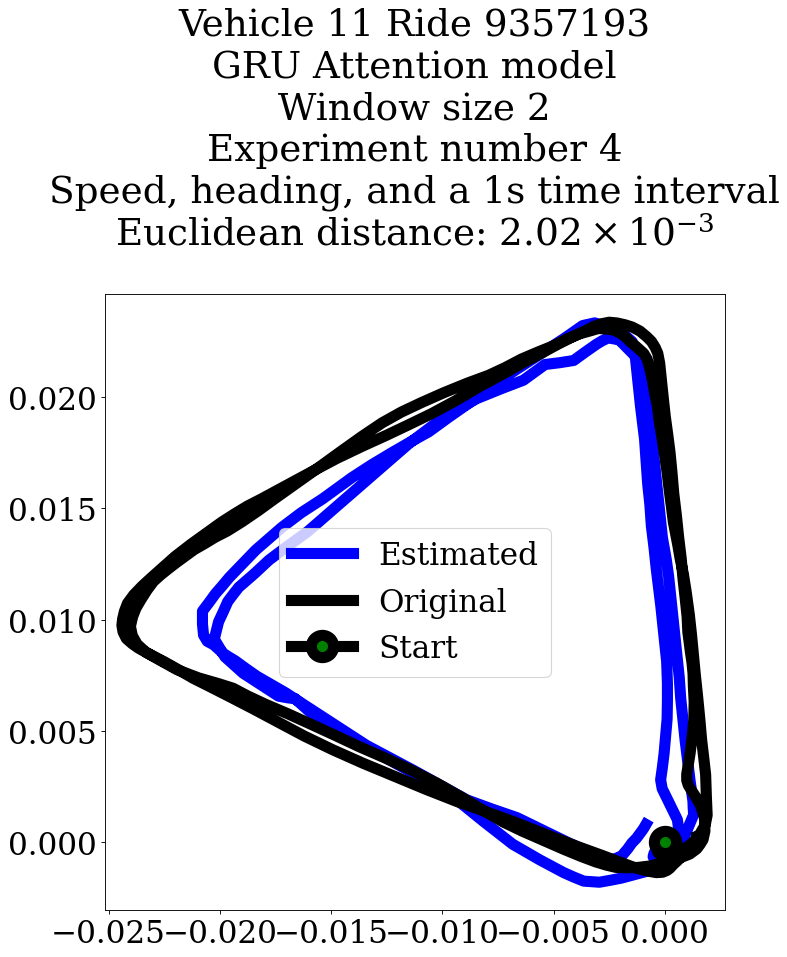 Vehicle 11 Ride 9357193
GRU Attention model
Window size 2
Experiment number 4
Speed, heading, and a 1s time interval
Euclidean distance: 2.02 × 10⁻³
0.020
0.015
0.010
0.005
0.000
Estimated
Original
Start
−0.025 −0.020 −0.015 −0.010 −0.005 0.000